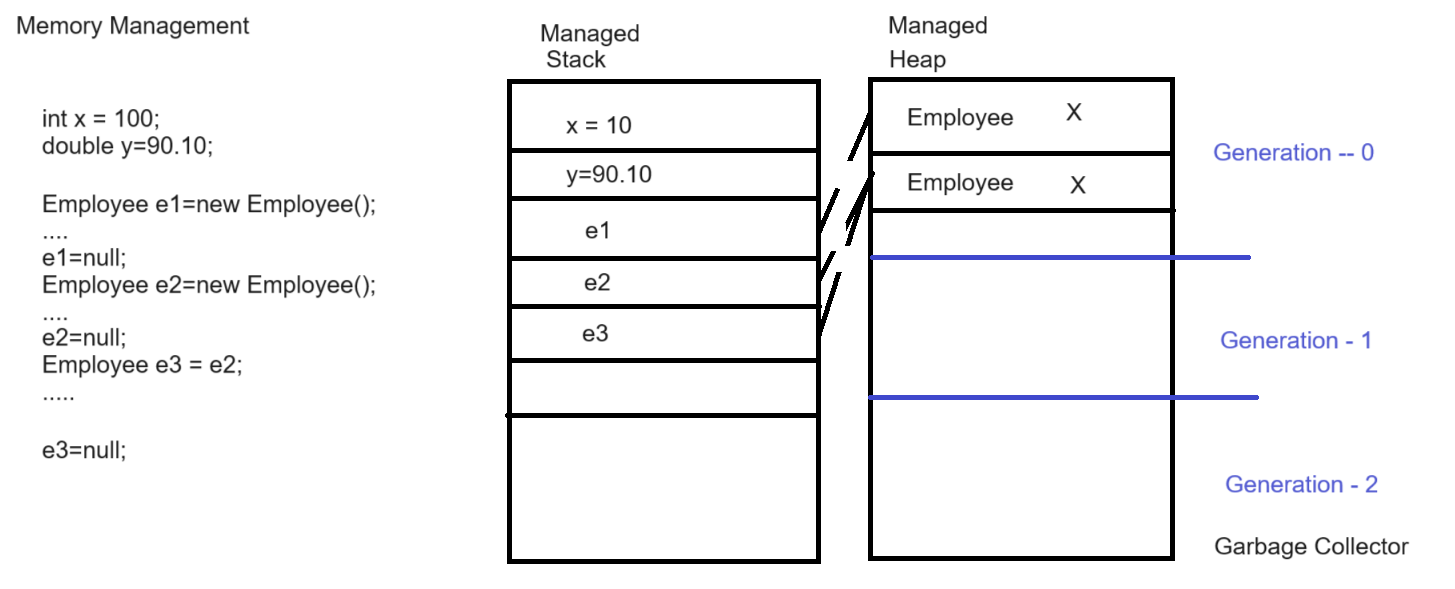 Memory Management
int x = 100;
double y=90.10;
Employee e1=new Employee();
....
e1=null;
Employee e2=new Employee();
....
e2=null;
Employee e3 = e2;
.....
e3=null;
Managed
Stack
x = 10
y=90.10
e1
e2
e3
Managed
Heap
Employee X
Employee X
Generation -- 0
Generation - 1
Generation - 2
Garbage Collector